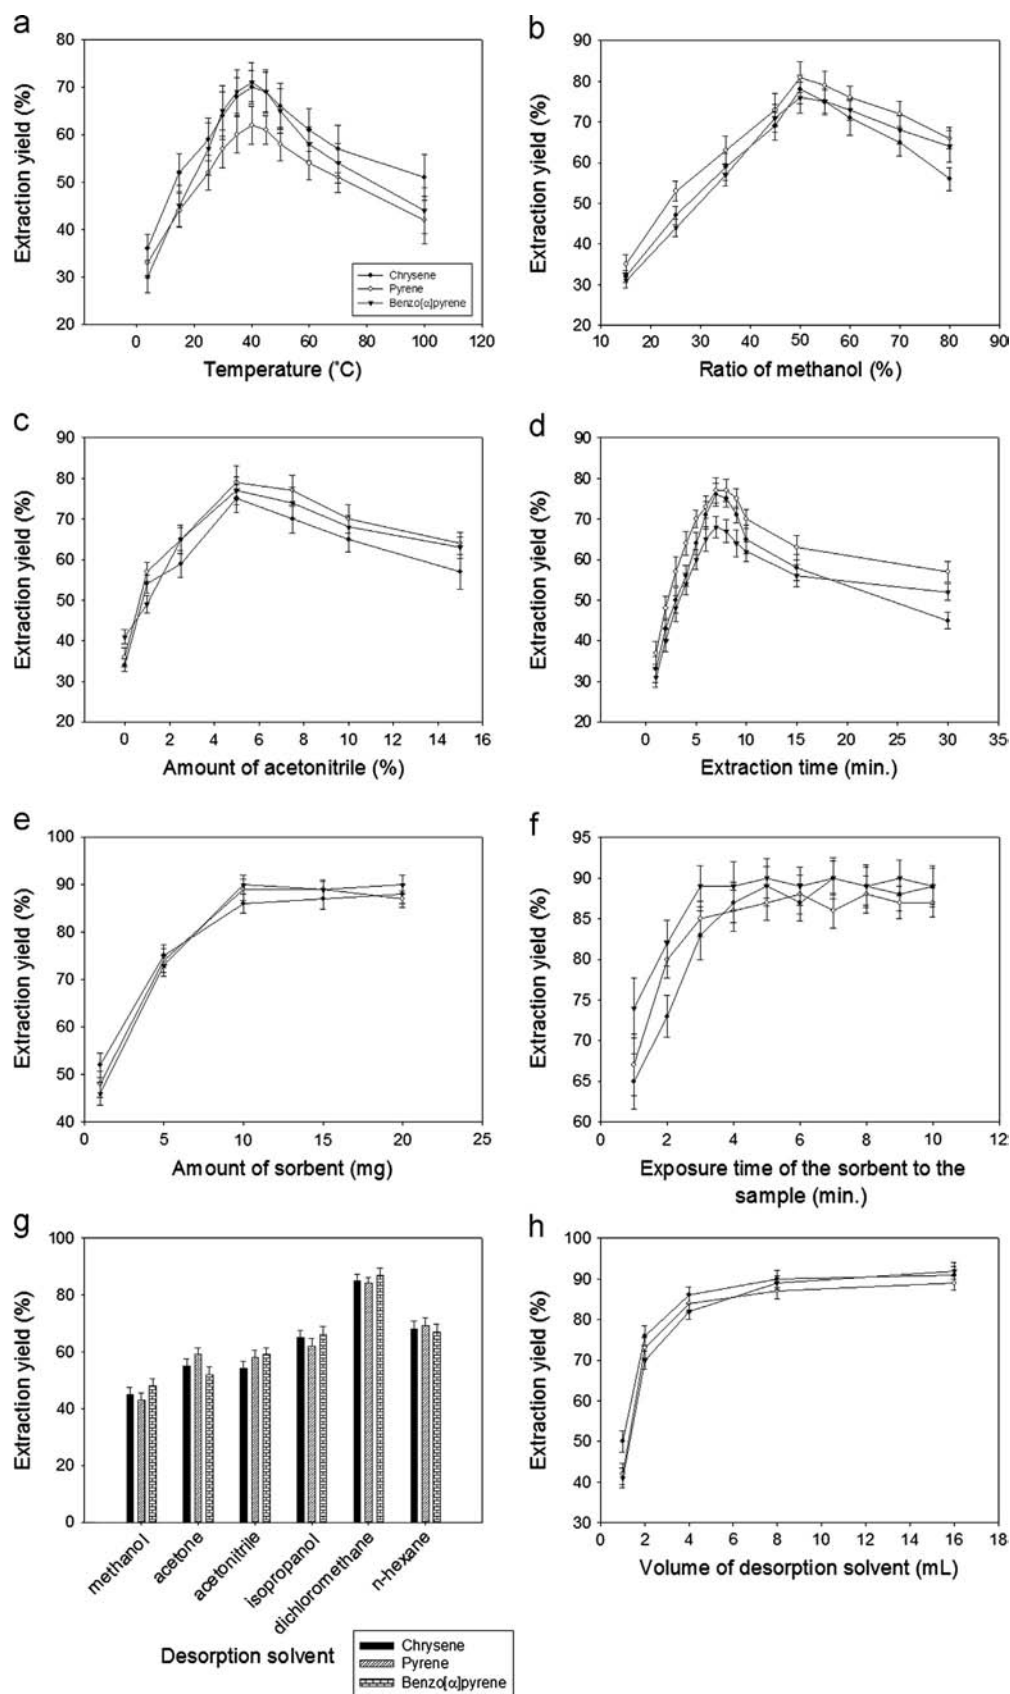 a
80
70
60
50
40
30
20
Extraction yield (%)
Chrysene
Pyrene
Benzo[α]pyrene
0 20 40 60 80 100 120
Temperature (˚C)
b
90
80
70
60
50
40
30
20
Extraction yield (%)
10 20 30 40 50 60 70 80 90
Ratio of methanol (%)
c
90
80
70
60
50
40
30
20
Extraction yield (%)
0 2 4 6 8 10 12 14 16
Amount of acetonitrile (%)
d
90
80
70
60
50
40
30
20
Extraction yield (%)
0 5 10 15 20 25 30 35
Extraction time (min.)
e
100
90
80
70
60
50
40
Extraction yield (%)
0 5 10 15 20 25
Amount of sorbent (mg)
f
95
90
85
80
75
70
65
60
Extraction yield (%)
0 2 4 6 8 10 12
Exposure time of the sorbent to the
sample (min.)
g
100
80
60
40
20
0
Extraction yield (%)
methanol
acetone
acetonitrile
isopropanol
dichloromethane
n-hexane
Desorption solvent
Chrysene
Pyrene
Benzo[α]pyrene
h
100
90
80
70
60
50
40
30
Extraction yield (%)
0 2 4 6 8 10 12 14 16 18
Volume of desorption solvent (mL)